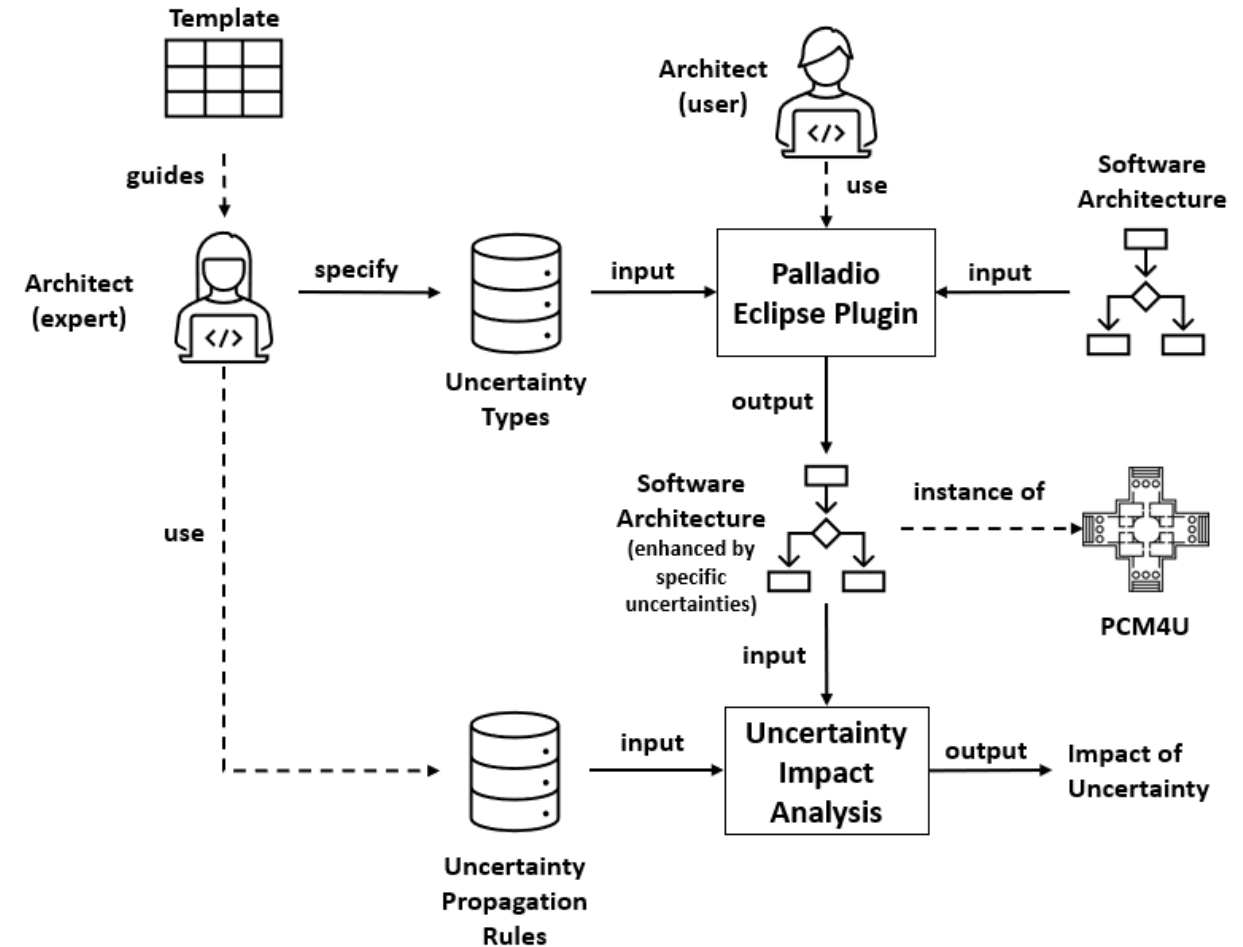 Template
Architect
(user)
</>
Software
Architecture
guides
use
Architect
(expert)
</>
specify
input
Palladio
Eclipse Plugin
input
Uncertainty
Types
output
Software
Architecture
(enhanced by
specific
uncertainties)
instance of
PCM4U
use
input
input
Uncertainty
Impact
Analysis
output
Impact of
Uncertainty
Uncertainty
Propagation
Rules